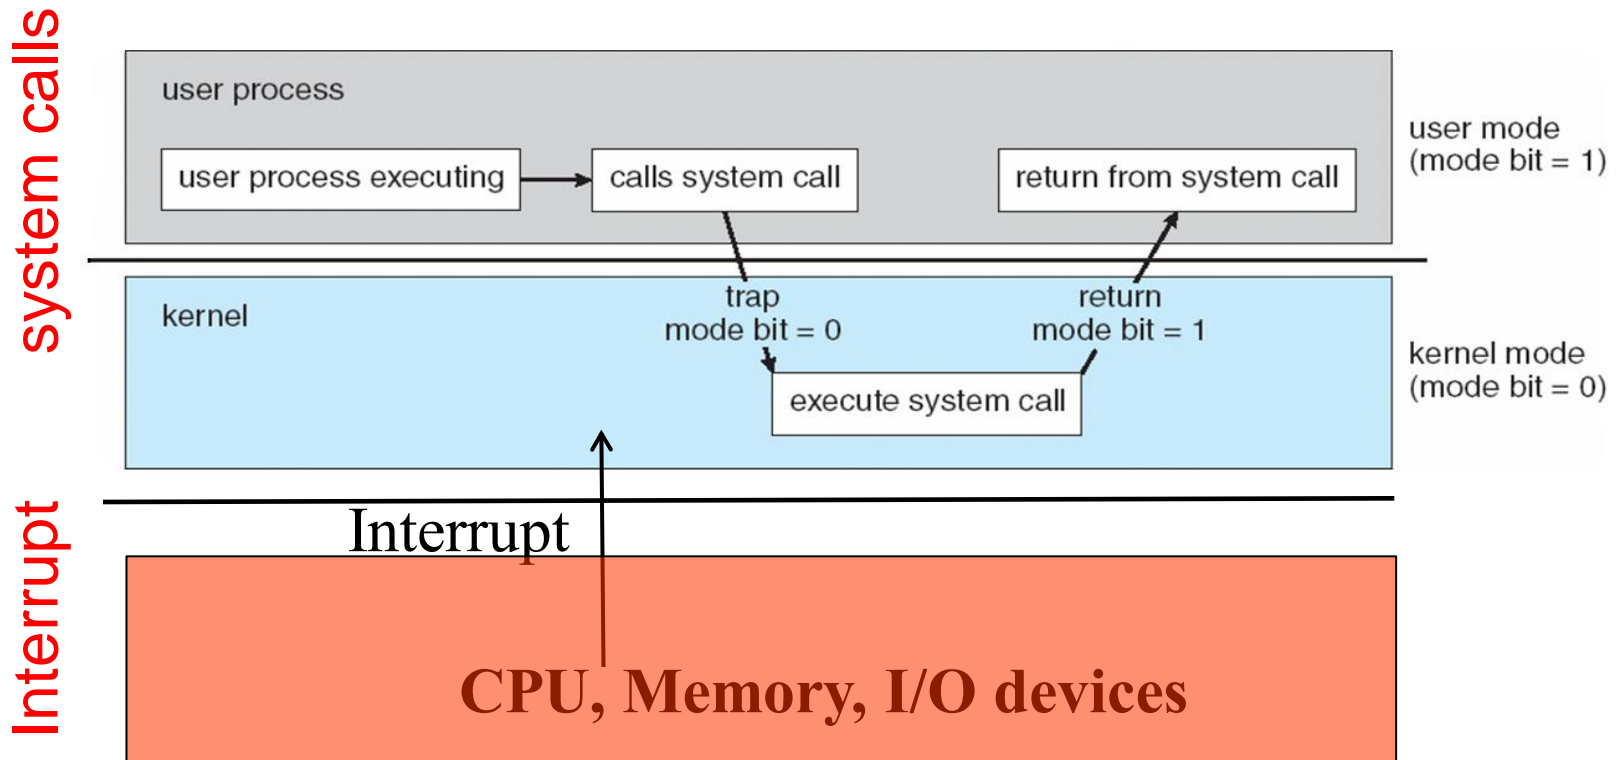 system calls
user process
user process executing
calls system call
return from system call
user mode
(mode bit = 1)
kernel
trap
mode bit = 0
return
mode bit = 1
execute system call
kernel mode
(mode bit = 0)
Interrupt
Interrupt
CPU, Memory, I/O devices